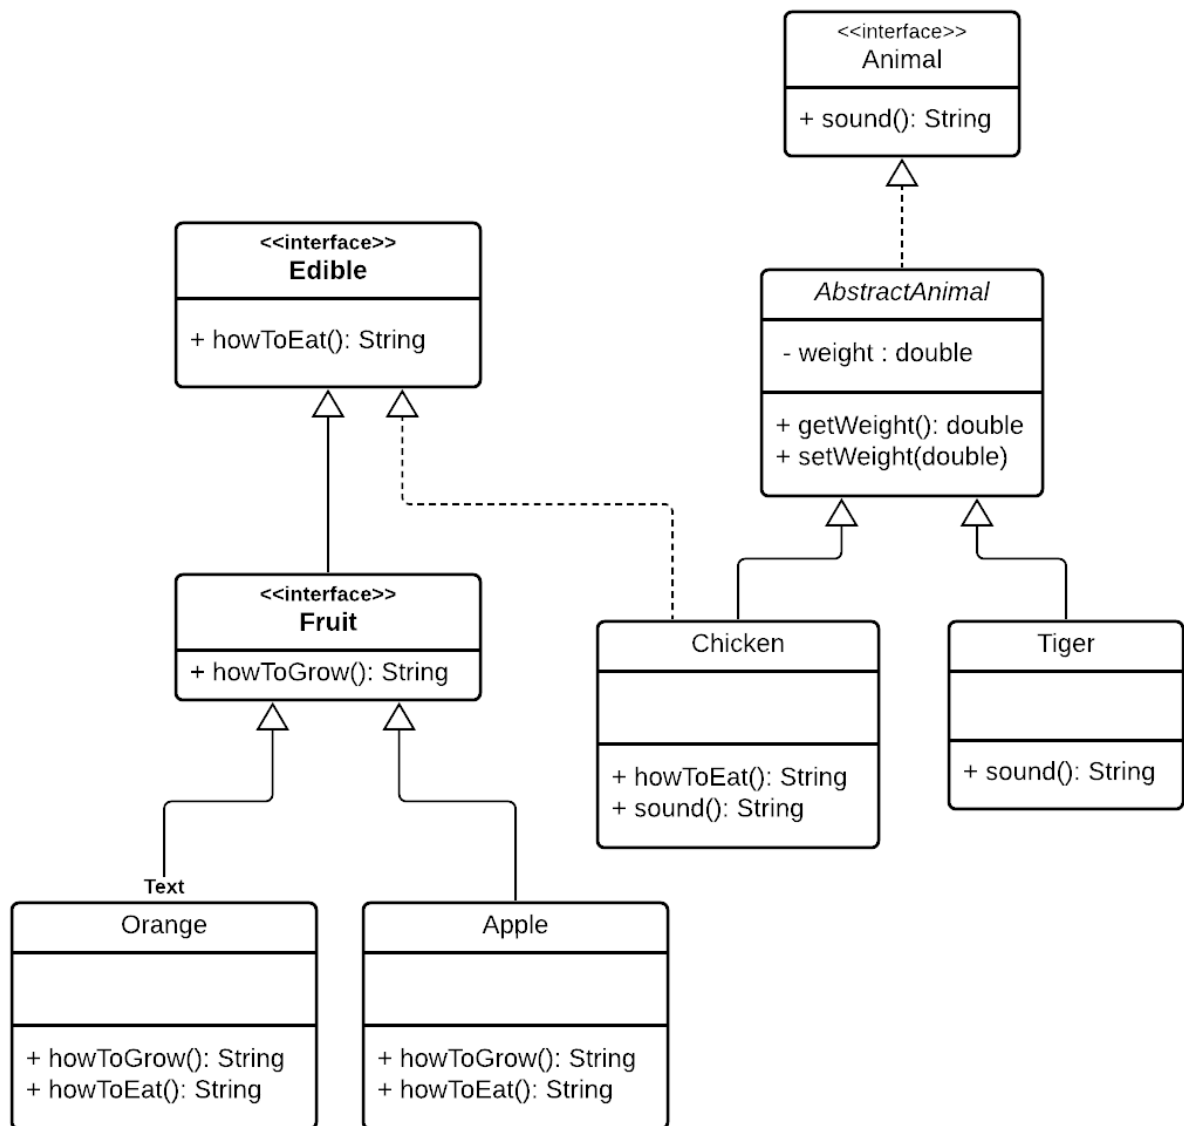 <<interface>>
Animal
+ sound(): String
<<interface>>
Edible
+ howToEat(): String
AbstractAnimal
- weight : double
+ getWeight(): double
+ setWeight(double)
<<interface>>
Fruit
+ howToGrow(): String
Chicken
+ howToEat(): String
+ sound(): String
Tiger
+ sound(): String
Text
Orange
+ howToGrow(): String
+ howToEat(): String
Apple
+ howToGrow(): String
+ howToEat(): String